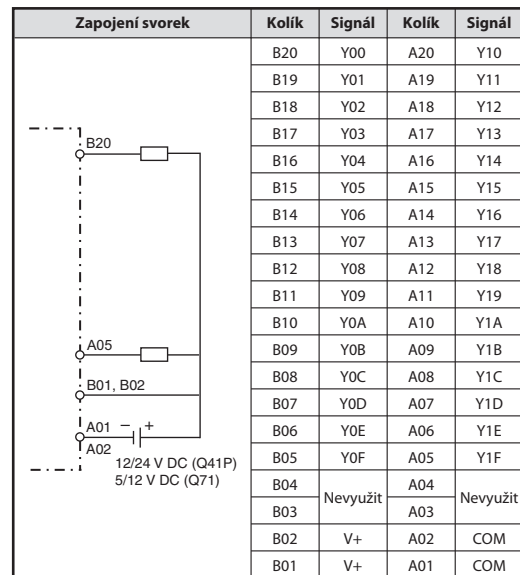 Zapojení svorek Kolík Signál Kolík Signál
B20 Y00 A20 Y10
B19 Y01 A19 Y11
B18 Y02 A18 Y12
B17 Y03 A17 Y13
B16 Y04 A16 Y14
B15 Y05 A15 Y15
B14 Y06 A14 Y16
B13 Y07 A13 Y17
B12 Y08 A12 Y18
B11 Y09 A11 Y19
B10 Y0A A10 Y1A
B09 Y0B A09 Y1B
B08 Y0C A08 Y1C
B07 Y0D A07 Y1D
B06 Y0E A06 Y1E
B05 Y0F A05 Y1F
B04 Nevyužit A04 Nevyužit
B03 A03
B02 V+ A02 COM
B01 V+ A01 COM
B20
A05
B01, B02
A01 – +
A02
12/24 V DC (Q41P)
5/12 V DC (Q71)